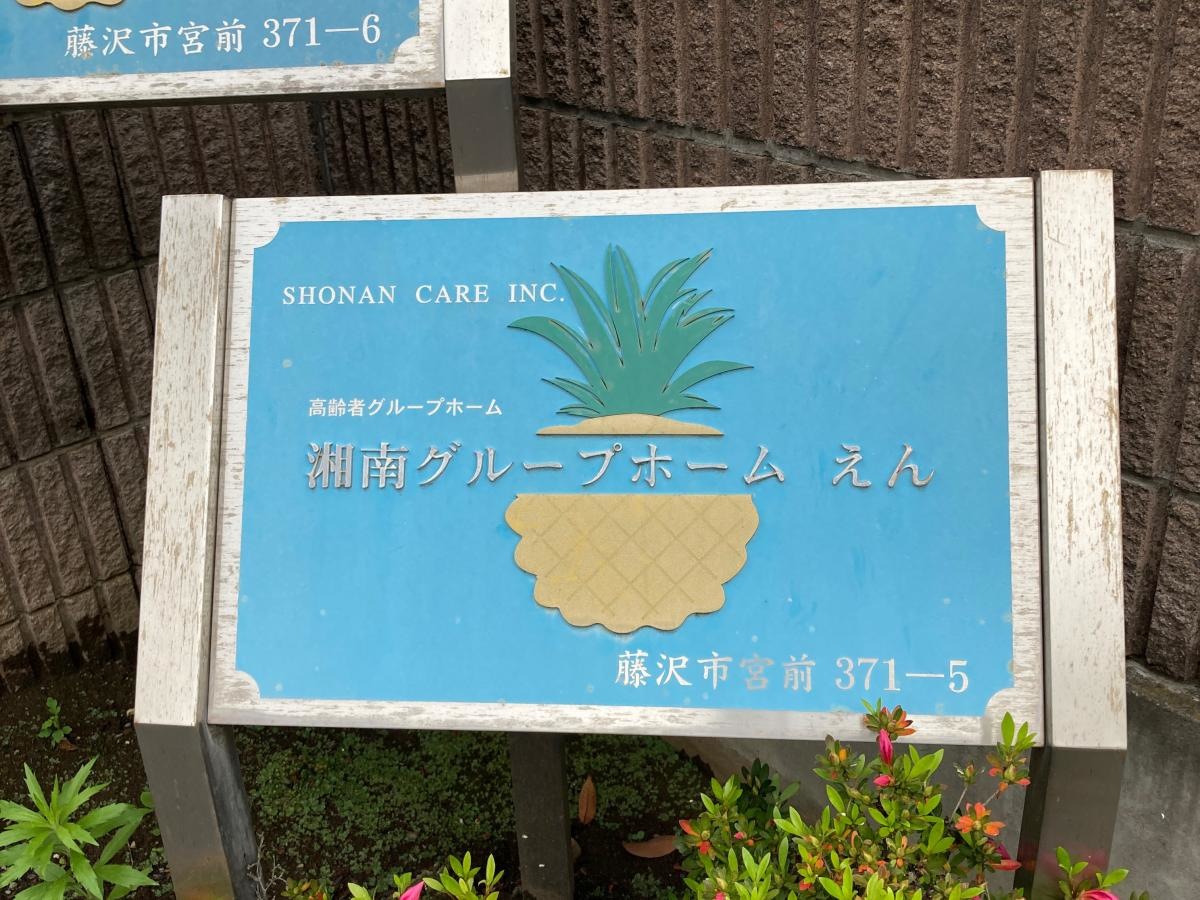 藤沢市宮前 371－6
SHONAN CARE INC.
高齢者グループホーム
湘南グループホーム えん
藤沢市宮前 371－5